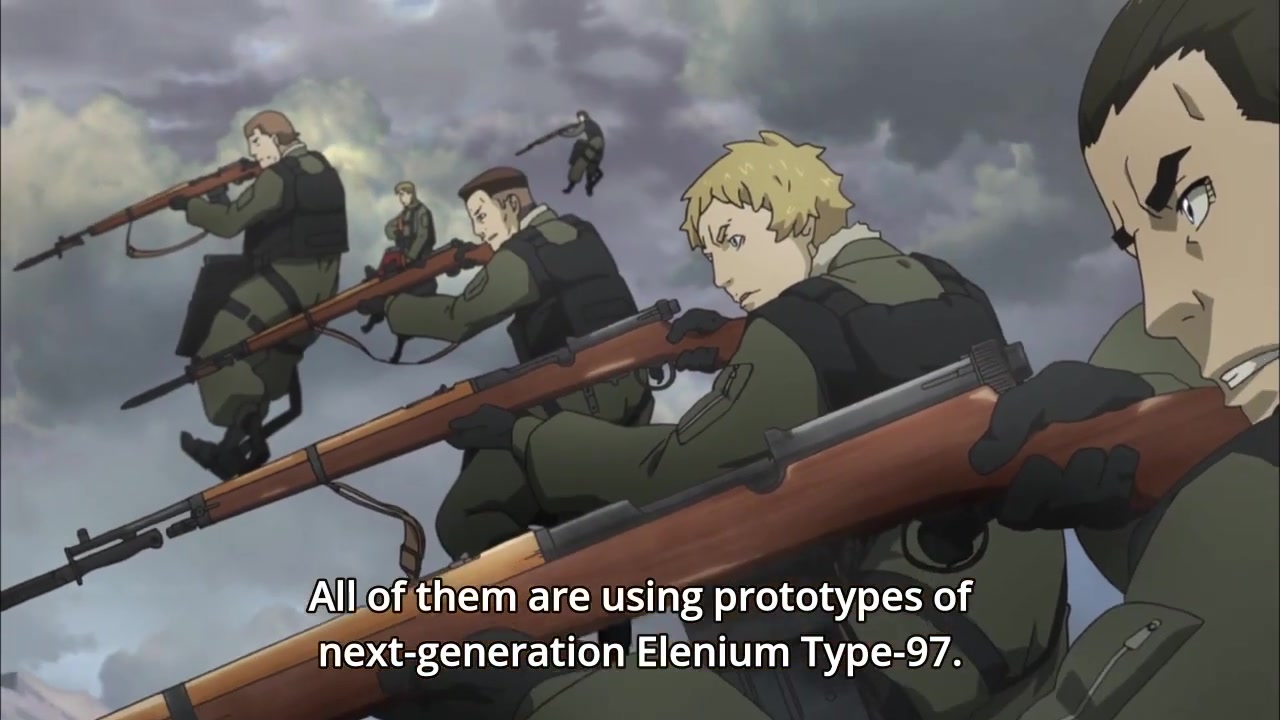 All of them are using prototypes of
next-generation Elenium Type-97.